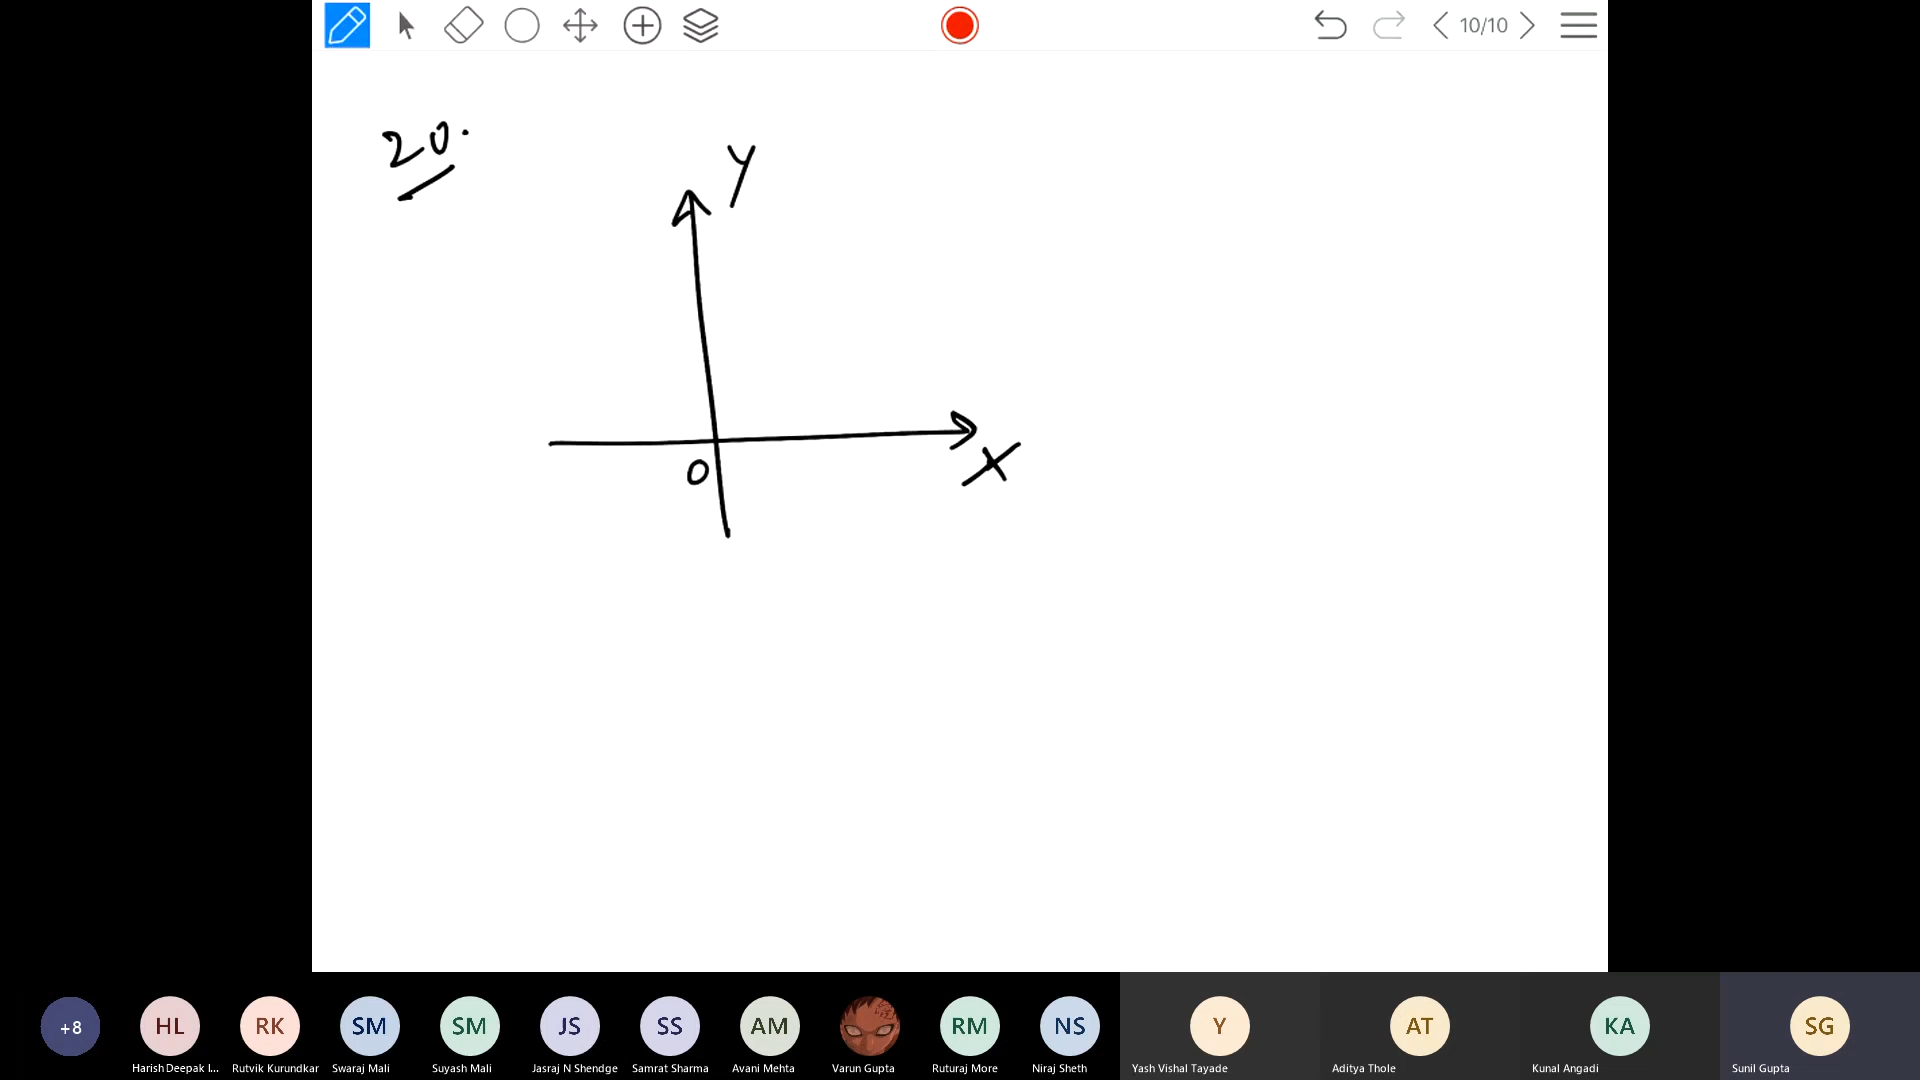 10/10
20.
Y
O
X
+8
HL
RK
SM
SM
JS
SS
AM
RM
NS
Y
AT
KA
SG
Harish Deepak I...
Rutvik Kurundkar
Swaraj Mali
Suyash Mali
Jasraj N Shendge
Samrat Sharma
Avani Mehta
Varun Gupta
Ruturaj More
Niraj Sheth
Yash Vishal Tayade
Aditya Thole
Kunal Angadi
Sunil Gupta